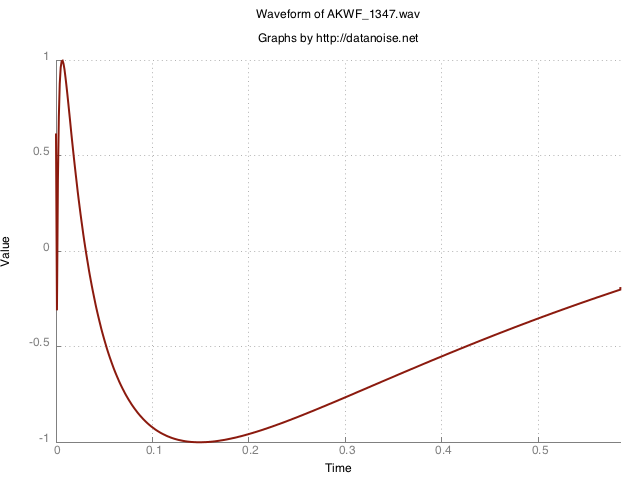 Waveform of AKWF_1347.wav
Graphs by http://datanoise.net
1
0.5
0
-0.5
-1
Value
0 0.1 0.2 0.3 0.4 0.5
Time